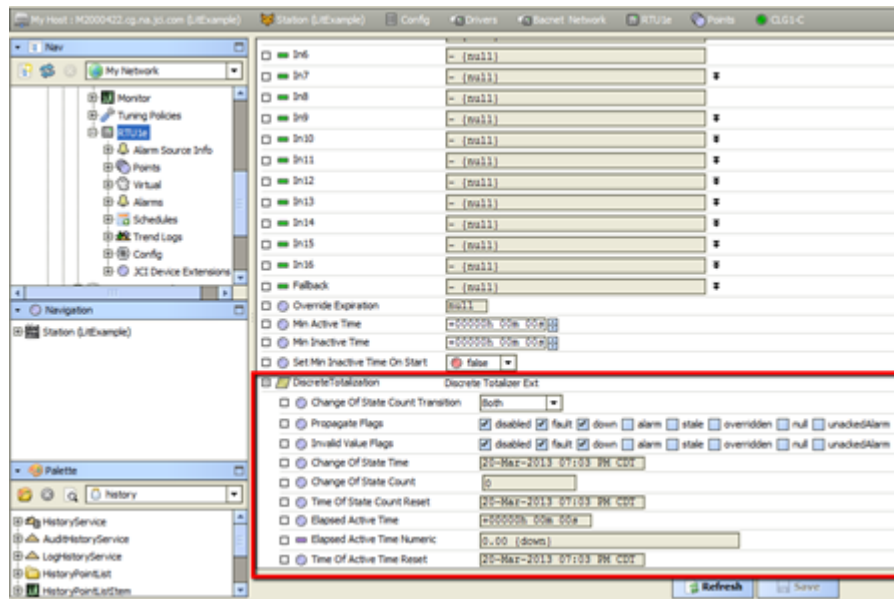 My Host : M2000422.cg.na.jci.com (LitExample) Station (LitExample) Config Drivers Bacnet Network RTU1e Points CLG1-C
Nav
My Network
Monitor
Tuning Policies
RTU1e
Alarm Source Info
Points
Virtual
Alarms
Schedules
Trend Logs
Config
JCI Device Extensions
Navigation
Station (LitExample)
Palette
history
HistoryService
AuditHistoryService
LogHistoryService
HistoryPointList
HistoryPointListItem
In6 - {null}
In7 - {null}
In8 - {null}
In9 - {null}
In10 - {null}
In11 - {null}
In12 - {null}
In13 - {null}
In14 - {null}
In15 - {null}
In16 - {null}
Fallback - {null}
Override Expiration null
Min Active Time +00000h 00m 00s
Min Inactive Time +00000h 00m 00s
Set Min Inactive Time On Start false
DiscreteTotalization Discrete Totalizer Ext
Change Of State Count Transition Both
Propagate Flags disabled fault down alarm stale overridden null unackedAlarm
Invalid Value Flags disabled fault down alarm stale overridden null unackedAlarm
Change Of State Time 20-Mar-2013 07:03 PM CDT
Change Of State Count 0
Time Of State Count Reset 20-Mar-2013 07:03 PM CDT
Elapsed Active Time +00000h 00m 00s
Elapsed Active Time Numeric 0.00 {down}
Time Of Active Time Reset 20-Mar-2013 07:03 PM CDT
Refresh Save